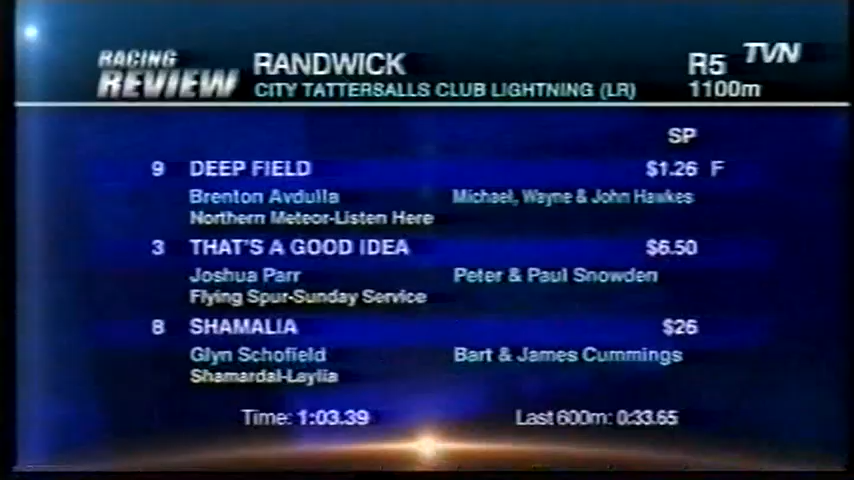 RACING REVIEW
RANDWICK
R5
TVN
CITY TATTERSALLS CLUB LIGHTNING (LR)
1100m
SP
9 DEEP FIELD $1.26 F
Brenton Avdulla Michael, Wayne & John Hawkes
Northern Meteor-Listen Here
3 THAT'S A GOOD IDEA $6.50
Joshua Parr Peter & Paul Snowden
Flying Spur-Sunday Service
8 SHAMALIA $26
Glyn Schofield Bart & James Cummings
Shamardal-Laylia
Time: 1:03.39 Last 600m: 0:33.65